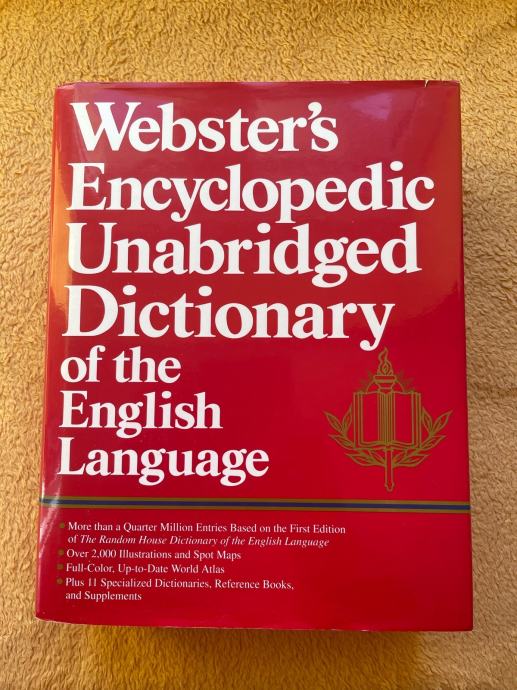 Webster's
Encyclopedic
Unabridged
Dictionary
of the
English
Language
• More than a Quarter Million Entries Based on the First Edition
of The Random House Dictionary of the English Language
• Over 2,000 Illustrations and Spot Maps
• Full-Color, Up-to-Date World Atlas
• Plus 11 Specialized Dictionaries, Reference Books,
and Supplements